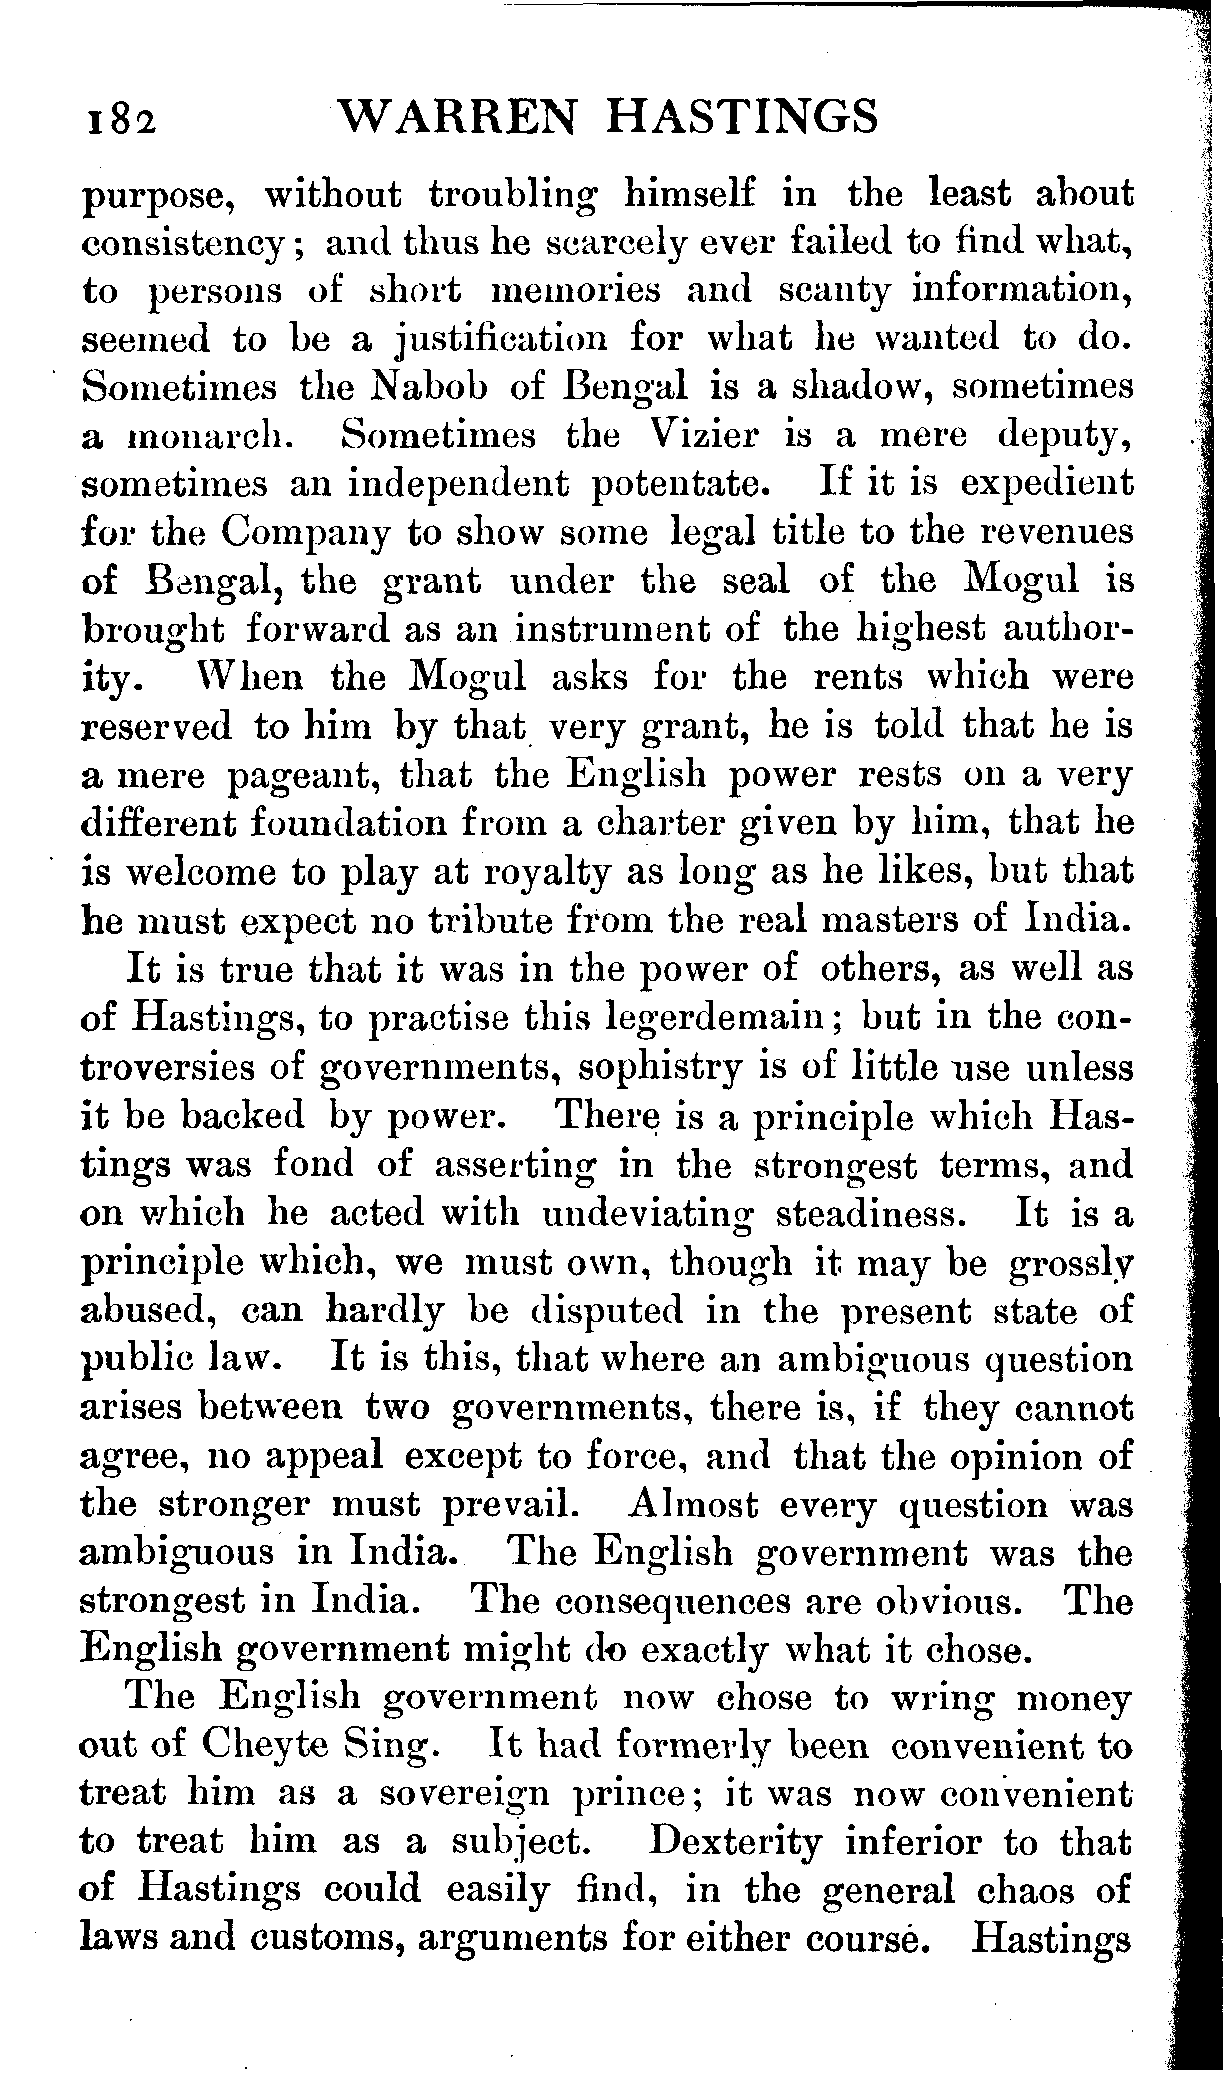 182 WARREN HASTINGS
purpose, without troubling himself in the least about
consistency; and thus he scarcely ever failed to find what,
to persons of short memories and scanty information,
seemed to be a justification for what he wanted to do.
Sometimes the Nabob of Bengal is a shadow, sometimes
a monarch. Sometimes the Vizier is a mere deputy,
sometimes an independent potentate. If it is expedient
for the Company to show some legal title to the revenues
of Bengal, the grant under the seal of the Mogul is
brought forward as an instrument of the highest author-
ity. When the Mogul asks for the rents which were
reserved to him by that very grant, he is told that he is
a mere pageant, that the English power rests on a very
different foundation from a charter given by him, that he
is welcome to play at royalty as long as he likes, but that
he must expect no tribute from the real masters of India.
It is true that it was in the power of others, as well as
of Hastings, to practise this legerdemain; but in the con-
troversies of governments, sophistry is of little use unless
it be backed by power. There is a principle which Has-
tings was fond of asserting in the strongest terms, and
on which he acted with undeviating steadiness. It is a
principle which, we must own, though it may be grossly
abused, can hardly be disputed in the present state of
public law. It is this, that where an ambiguous question
arises between two governments, there is, if they cannot
agree, no appeal except to force, and that the opinion of
the stronger must prevail. Almost every question was
ambiguous in India. The English government was the
strongest in India. The consequences are obvious. The
English government might do exactly what it chose.
The English government now chose to wring money
out of Cheyte Sing. It had formerly been convenient to
treat him as a sovereign prince; it was now convenient
to treat him as a subject. Dexterity inferior to that
of Hastings could easily find, in the general chaos of
laws and customs, arguments for either course. Hastings